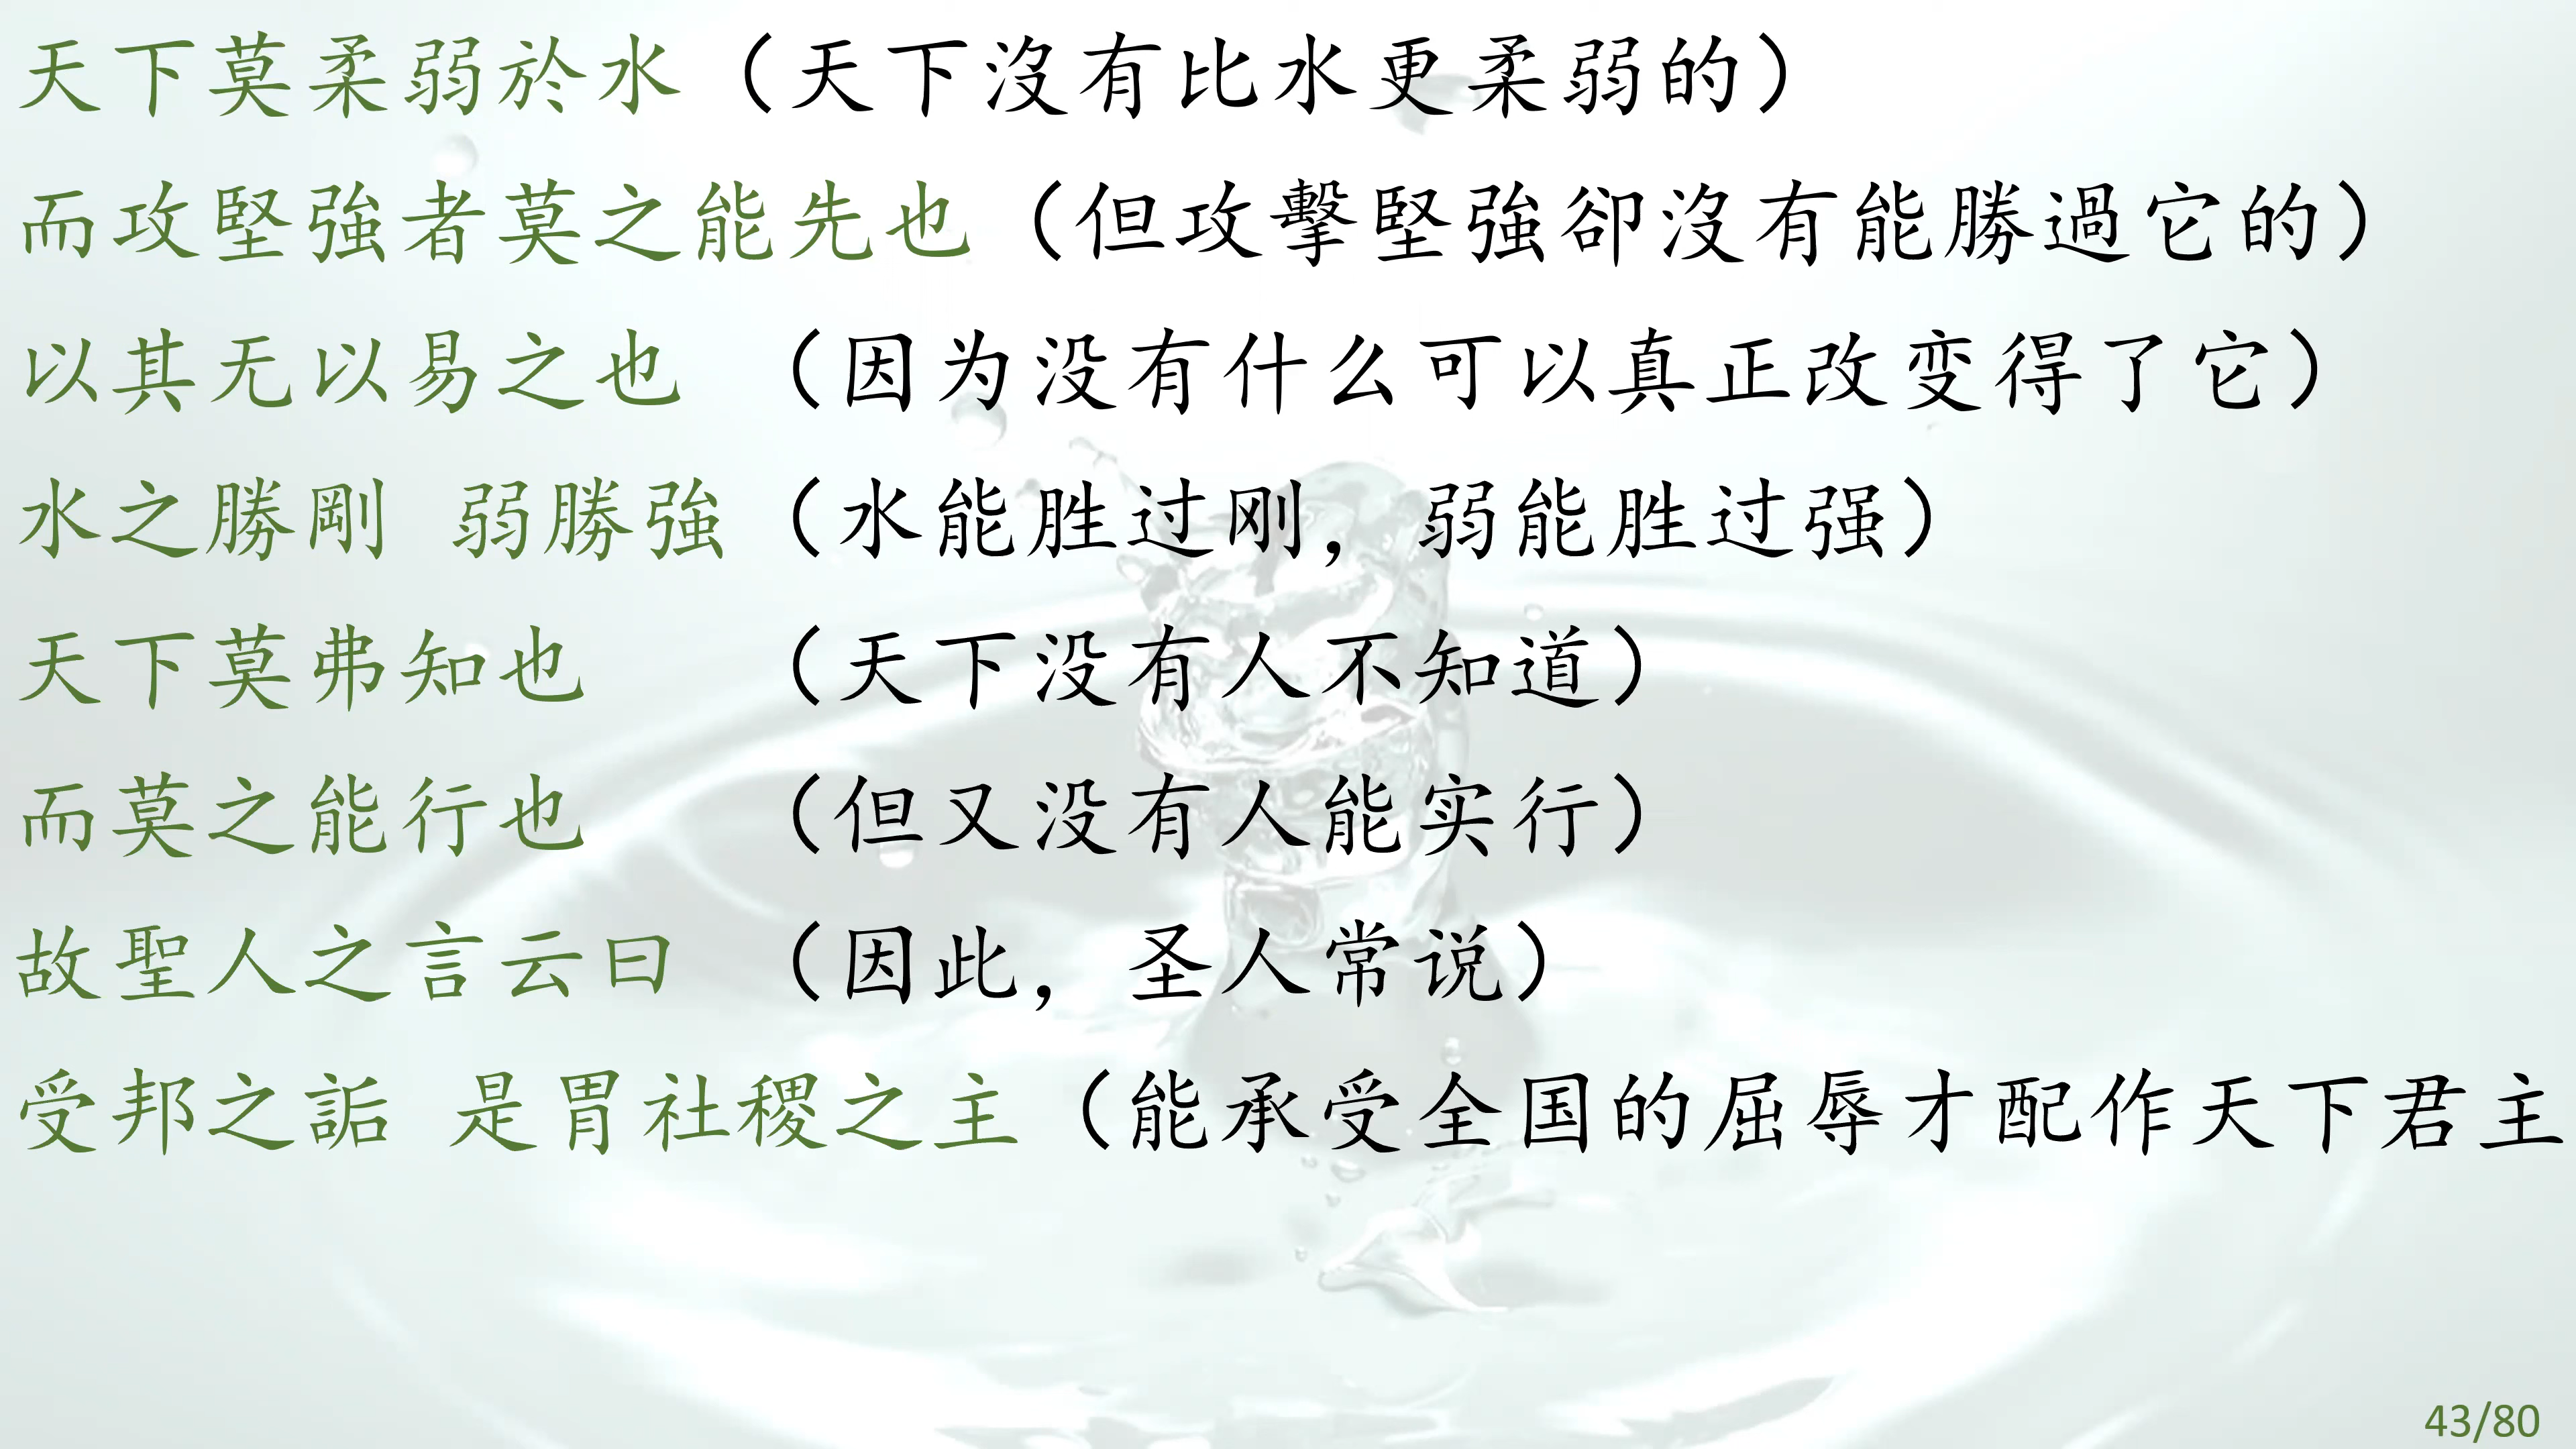 天下莫柔弱於水（天下沒有比水更柔弱的）
而攻堅強者莫之能先也（但攻擊堅強卻沒有能勝過它的）
以其无以易之也（因为没有什么可以真正改变得了它）
水之勝剛 弱勝強（水能胜过刚，弱能胜过强）
天下莫弗知也（天下没有人不知道）
而莫之能行也（但又没有人能实行）
故聖人之言云曰（因此，圣人常说）
受邦之詬 是胃社稷之主（能承受全国的屈辱才配作天下君主
43/80